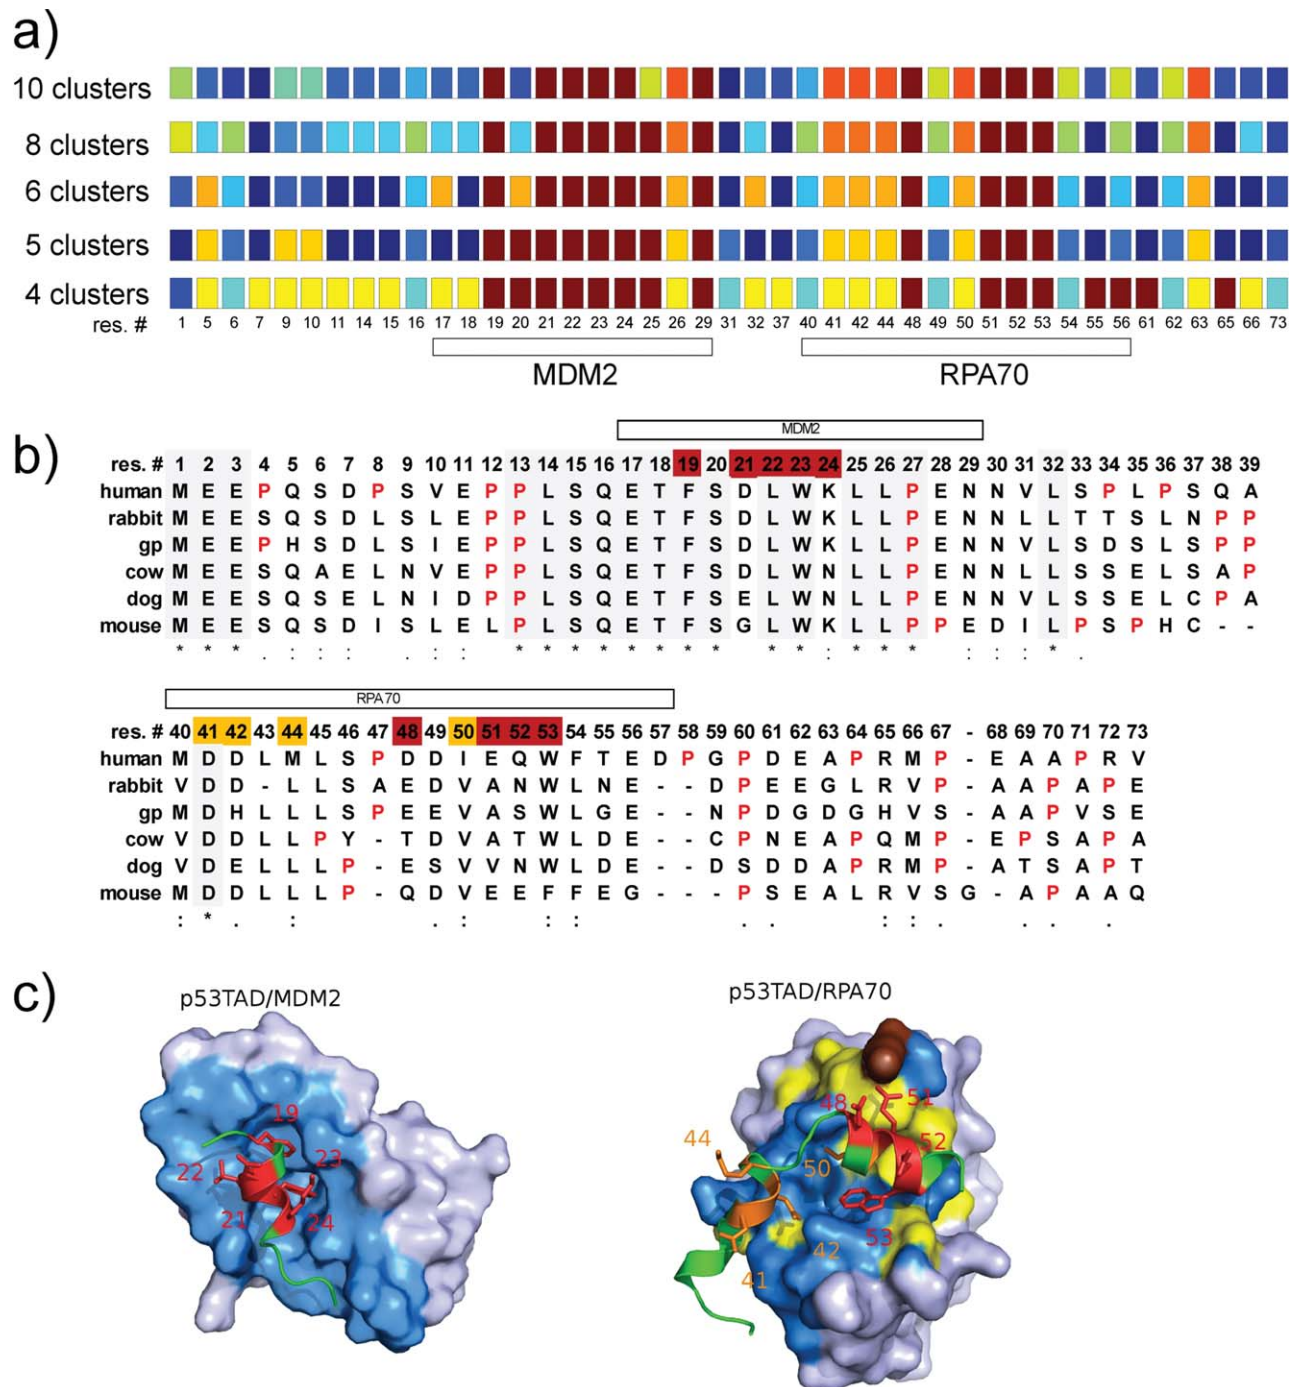 a)
10 clusters
8 clusters
6 clusters
5 clusters
4 clusters
res. # 1 5 6 7 9 10 11 14 15 16 17 18 19 20 21 22 23 24 25 26 29 31 32 37 40 41 42 44 48 49 50 51 52 53 54 55 56 61 62 63 65 66 73
MDM2 RPA70
b)
MDM2
res. # 1 2 3 4 5 6 7 8 9 10 11 12 13 14 15 16 17 18 19 20 21 22 23 24 25 26 27 28 29 30 31 32 33 34 35 36 37 38 39
human M E E P Q S D P S V E P P L S Q E T F S D L W K L L P E N N V L S P L P S Q A
rabbit M E E S Q S D L S L E P P L S Q E T F S D L W K L L P E N N L L T T S L N P P
gp M E E P H S D L S I E P P L S Q E T F S D L W K L L P E N N V L S D S L S P P
cow M E E S Q A E L N V E P P L S Q E T F S D L W N L L P E N N L L S S E L S A P
dog M E E S Q S E L N I D P P L S Q E T F S E L W N L L P E N N V L S S E L C P A
mouse M E E S Q S D I S L E L P L S Q E T F S G L W K L L P P E D I L P S P H C - -
* * * . : : : . : : * * * * * * * * * * : * * * : : : * .
RPA70
res. # 40 41 42 43 44 45 46 47 48 49 50 51 52 53 54 55 56 57 58 59 60 61 62 63 64 65 66 67 - 68 69 70 71 72 73
human M D D L M L S P D D I E Q W F T E D P G P D E A P R M P - E A A P R V
rabbit V D D - L L S A E D V A N W L N E - - D P E E G L R V P - A A P A P E
gp M D H L L L S P E E V A S W L G E - - N P D G D G H V S - A A P V S E
cow V D D L L P Y - T D V A T W L D E - - C P N E A P Q M P - E P S A P A
dog V D E L L L P - E S V V N W L D E - - D S D D A P R M P - A T S A P T
mouse M D D L L L P - Q D V E E F F E G - - - P S E A L R V S G - A P A A Q
: * . : . : : : . . : : . . . .
c)
p53TAD/MDM2
p53TAD/RPA70
19
22
23
21
24
48
51
44
52
50
42
53
41